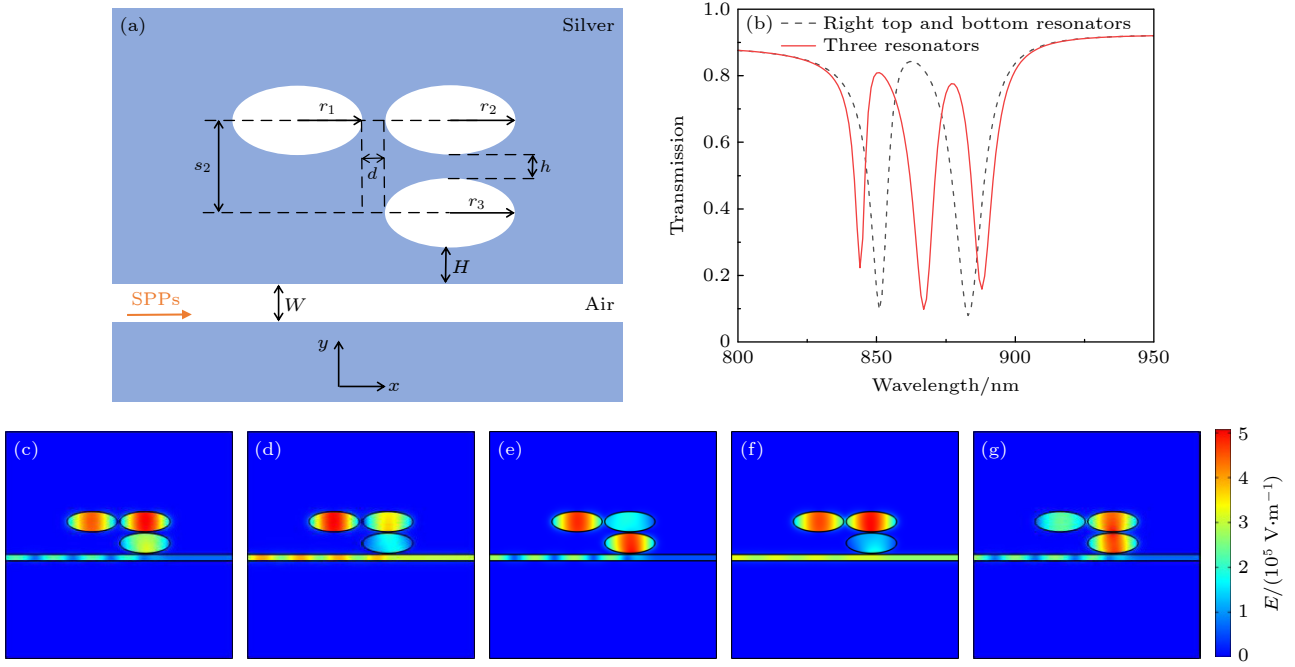 (a)
Silver
r₁
r₂
s₂
d
h
r₃
H
SPPs
W
Air
y
x
(b)
Right top and bottom resonators
Three resonators
1.0
0.8
0.6
0.4
0.2
0
Transmission
800
850
900
950
Wavelength/nm
(c)
(d)
(e)
(f)
(g)
5
4
3
2
1
0
E/(10⁵ V·m⁻¹)